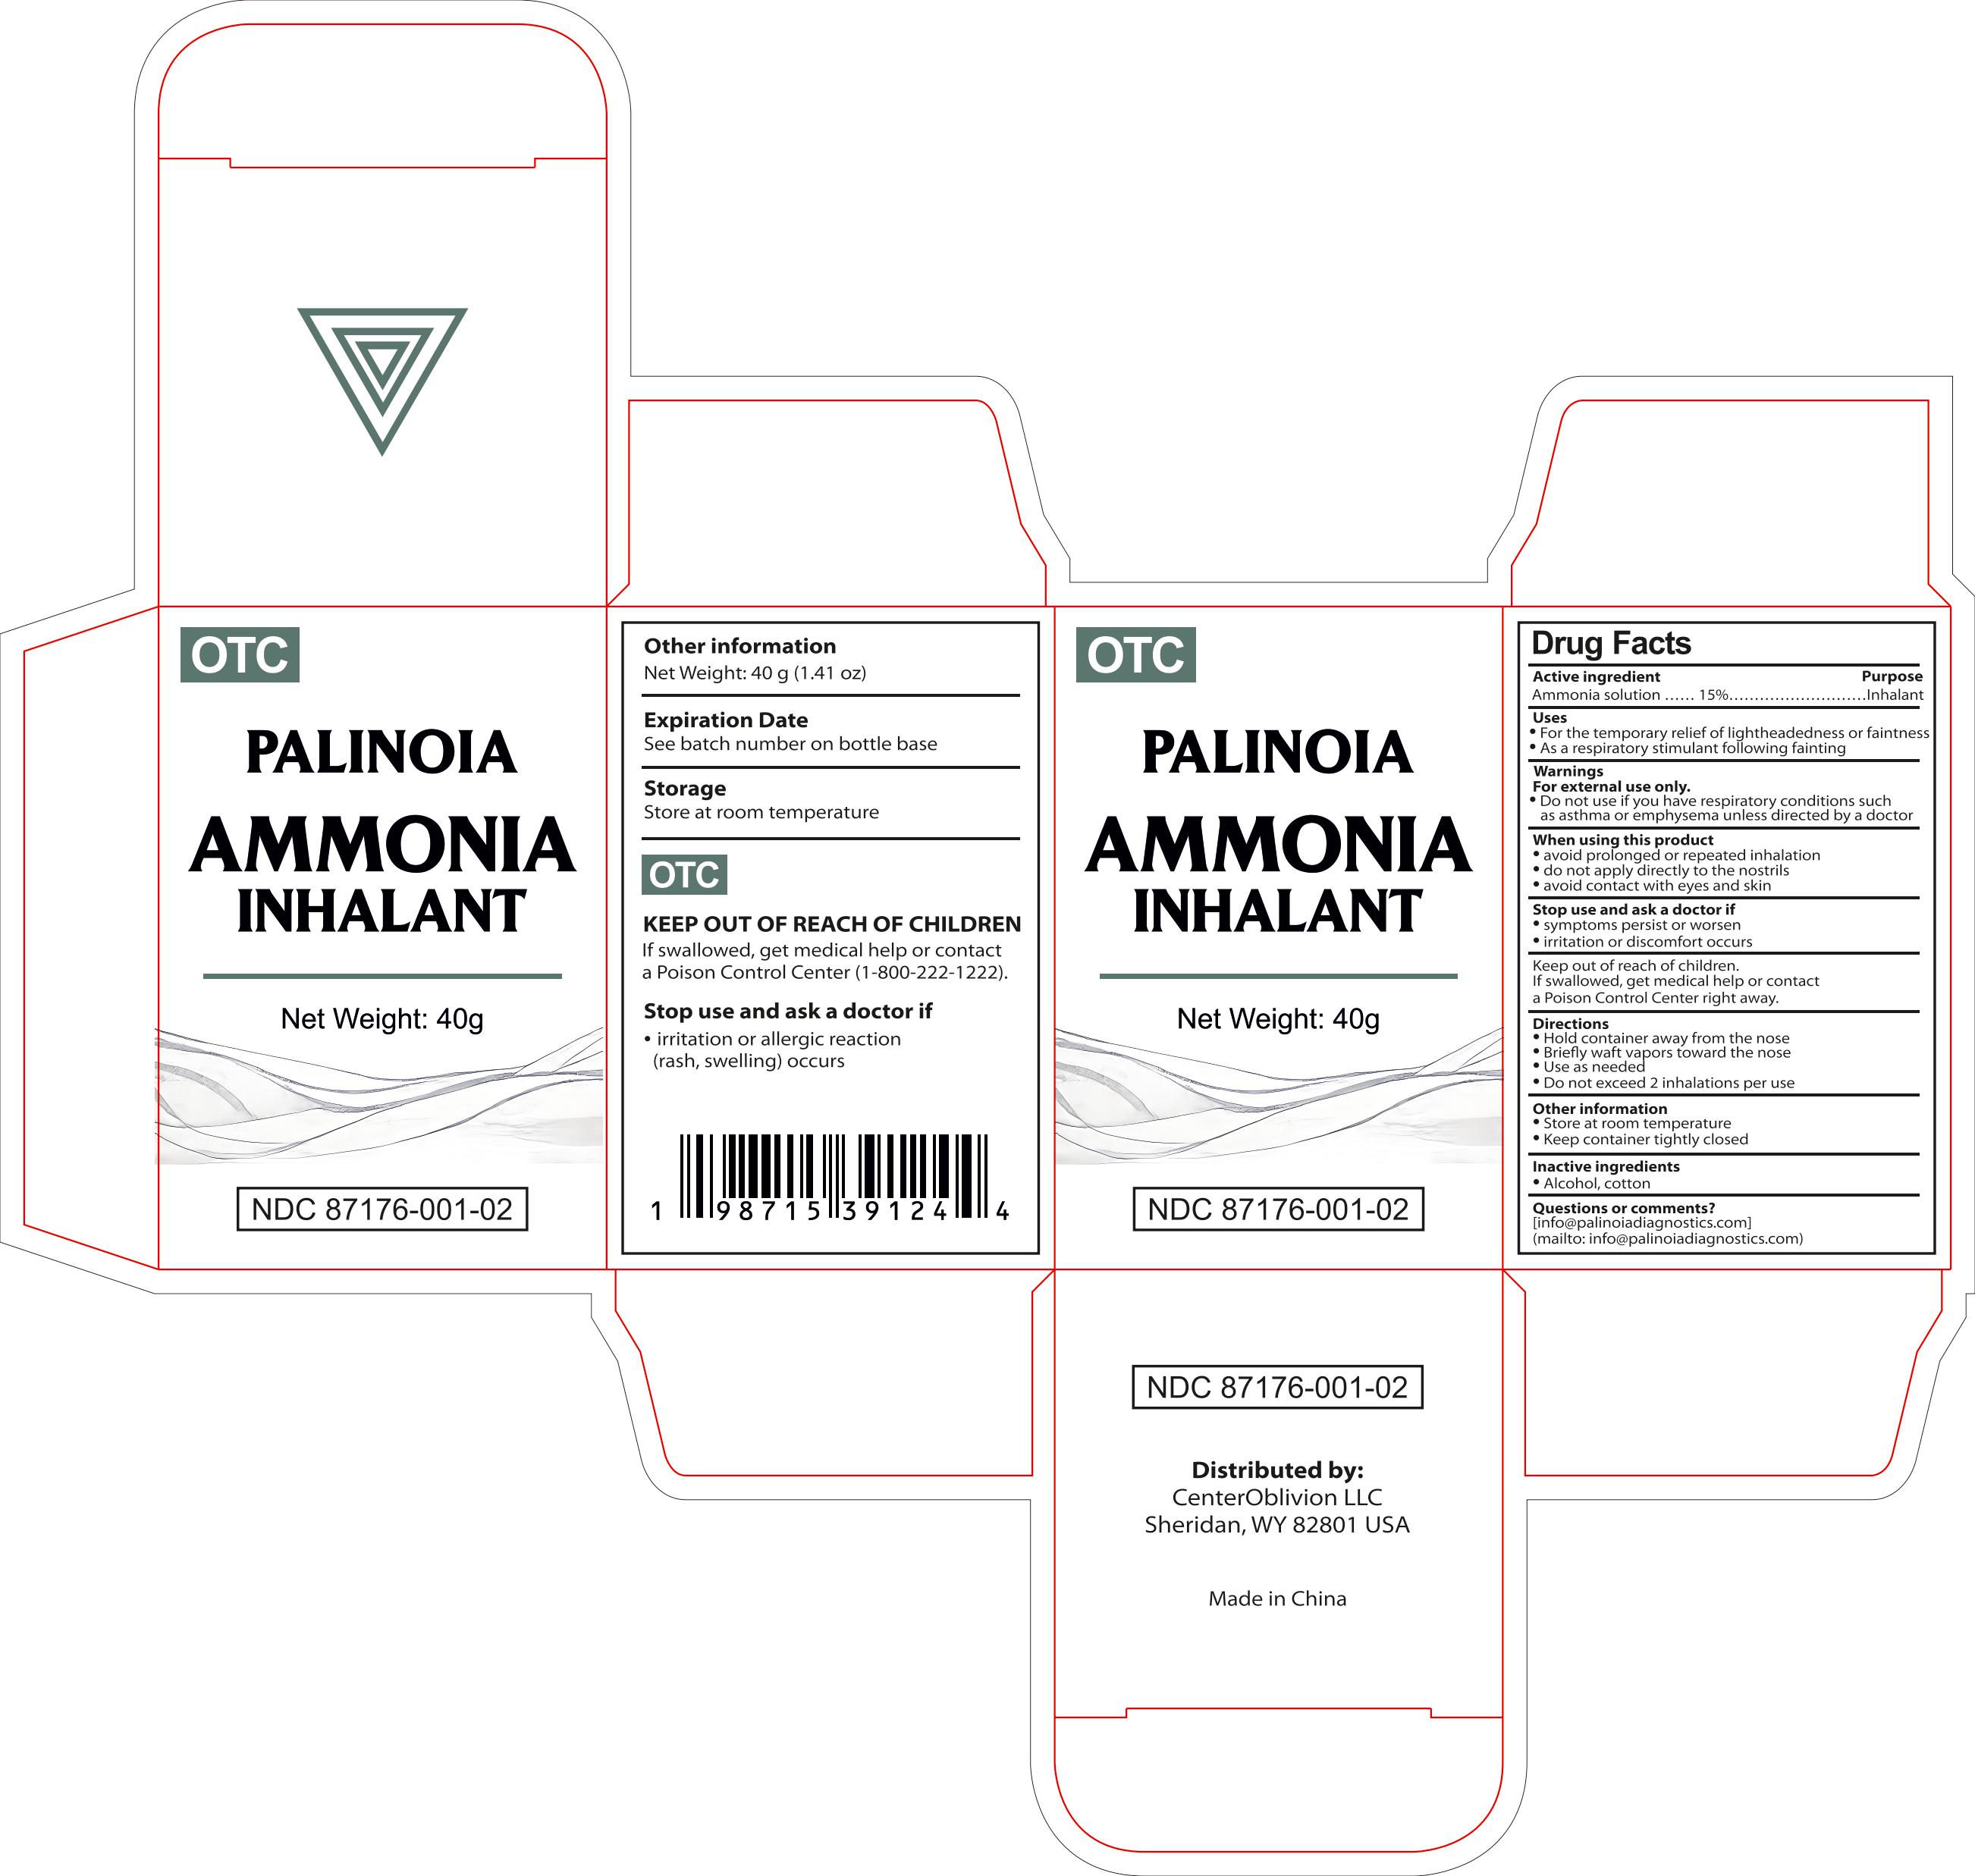 OTC
PALINOIA
AMMONIA
INHALANT
Net Weight: 40g
NDC 87176-001-02
Other information
Net Weight: 40 g (1.41 oz)
Expiration Date
See batch number on bottle base
Storage
Store at room temperature
OTC
KEEP OUT OF REACH OF CHILDREN
If swallowed, get medical help or contact
a Poison Control Center (1-800-222-1222).
Stop use and ask a doctor if
• irritation or allergic reaction
(rash, swelling) occurs
1 98715 39124 4
OTC
PALINOIA
AMMONIA
INHALANT
Net Weight: 40g
NDC 87176-001-02
Drug Facts
Active ingredient Purpose
Ammonia solution ...... 15%...........................Inhalant
Uses
• For the temporary relief of lightheadedness or faintness
• As a respiratory stimulant following fainting
Warnings
For external use only.
• Do not use if you have respiratory conditions such
as asthma or emphysema unless directed by a doctor
When using this product
• avoid prolonged or repeated inhalation
• do not apply directly to the nostrils
• avoid contact with eyes and skin
Stop use and ask a doctor if
• symptoms persist or worsen
• irritation or discomfort occurs
Keep out of reach of children.
If swallowed, get medical help or contact
a Poison Control Center right away.
Directions
• Hold container away from the nose
• Briefly waft vapors toward the nose
• Use as needed
• Do not exceed 2 inhalations per use
Other information
• Store at room temperature
• Keep container tightly closed
Inactive ingredients
• Alcohol, cotton
Questions or comments?
[info@palinoiadiagnostics.com]
(mailto: info@palinoiadiagnostics.com)
NDC 87176-001-02
Distributed by:
CenterOblivion LLC
Sheridan, WY 82801 USA
Made in China